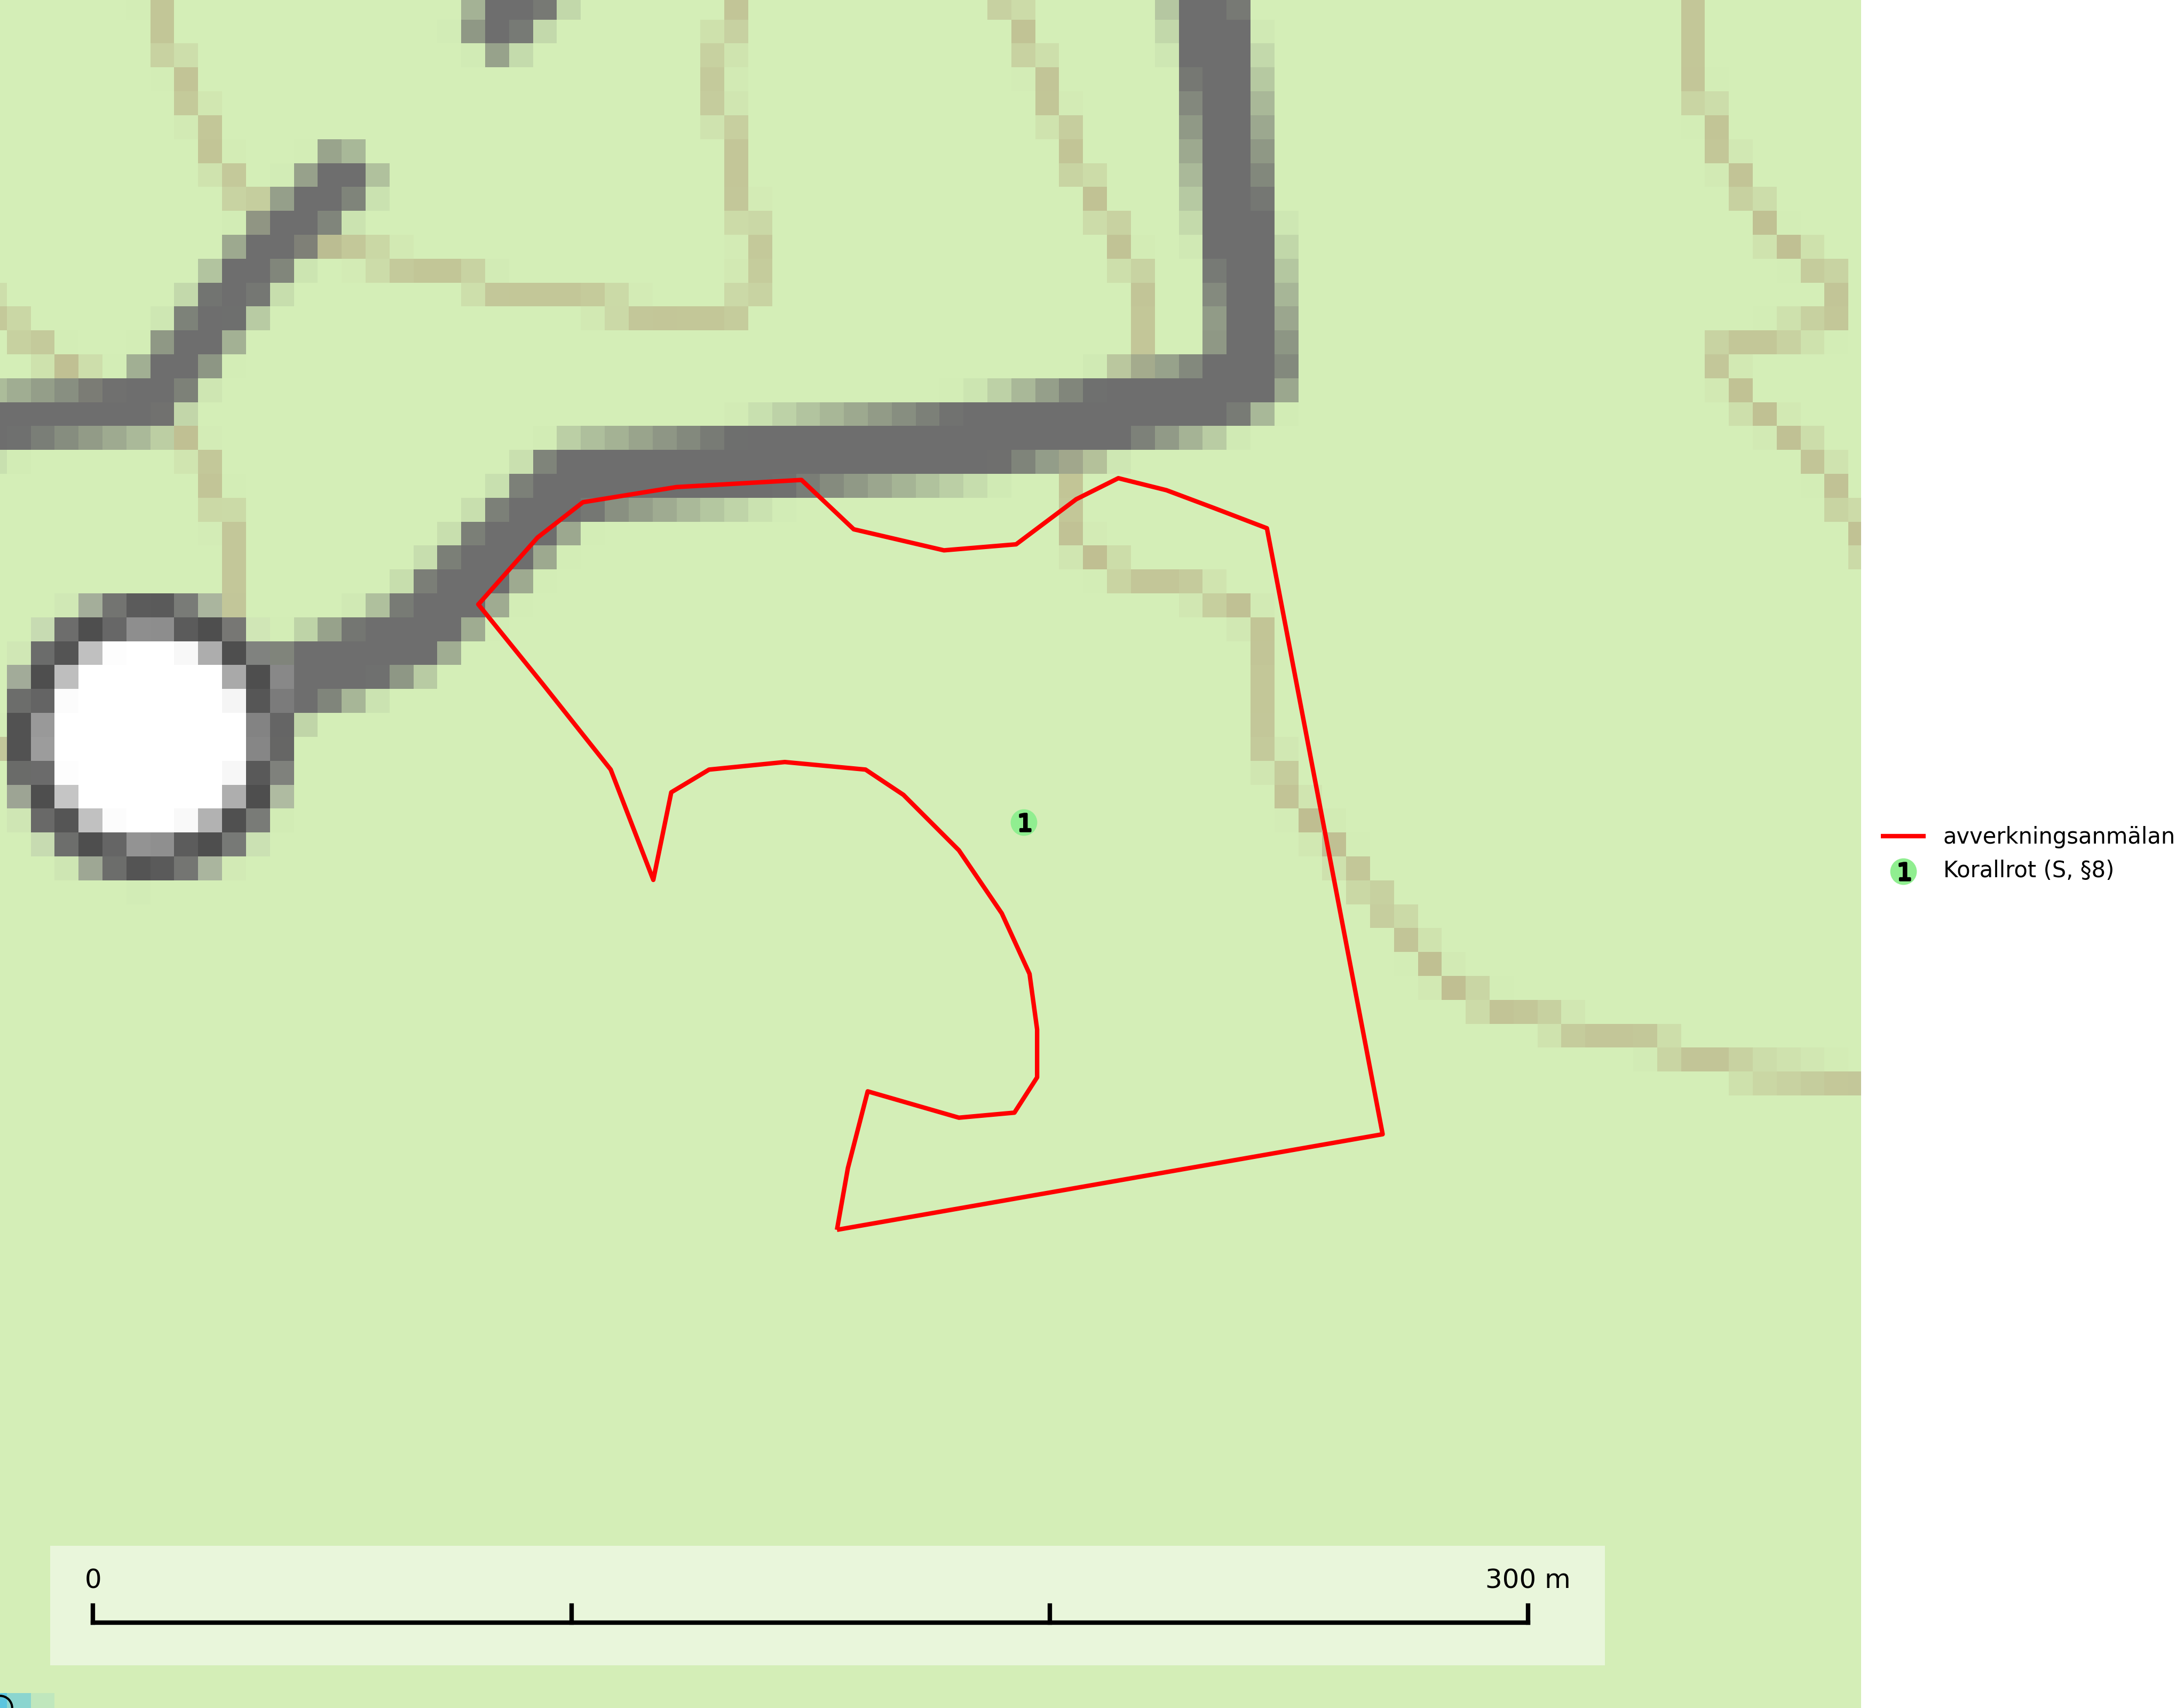 1
avverkningsanmälan
1 Korallrot (S, §8)
0 300 m